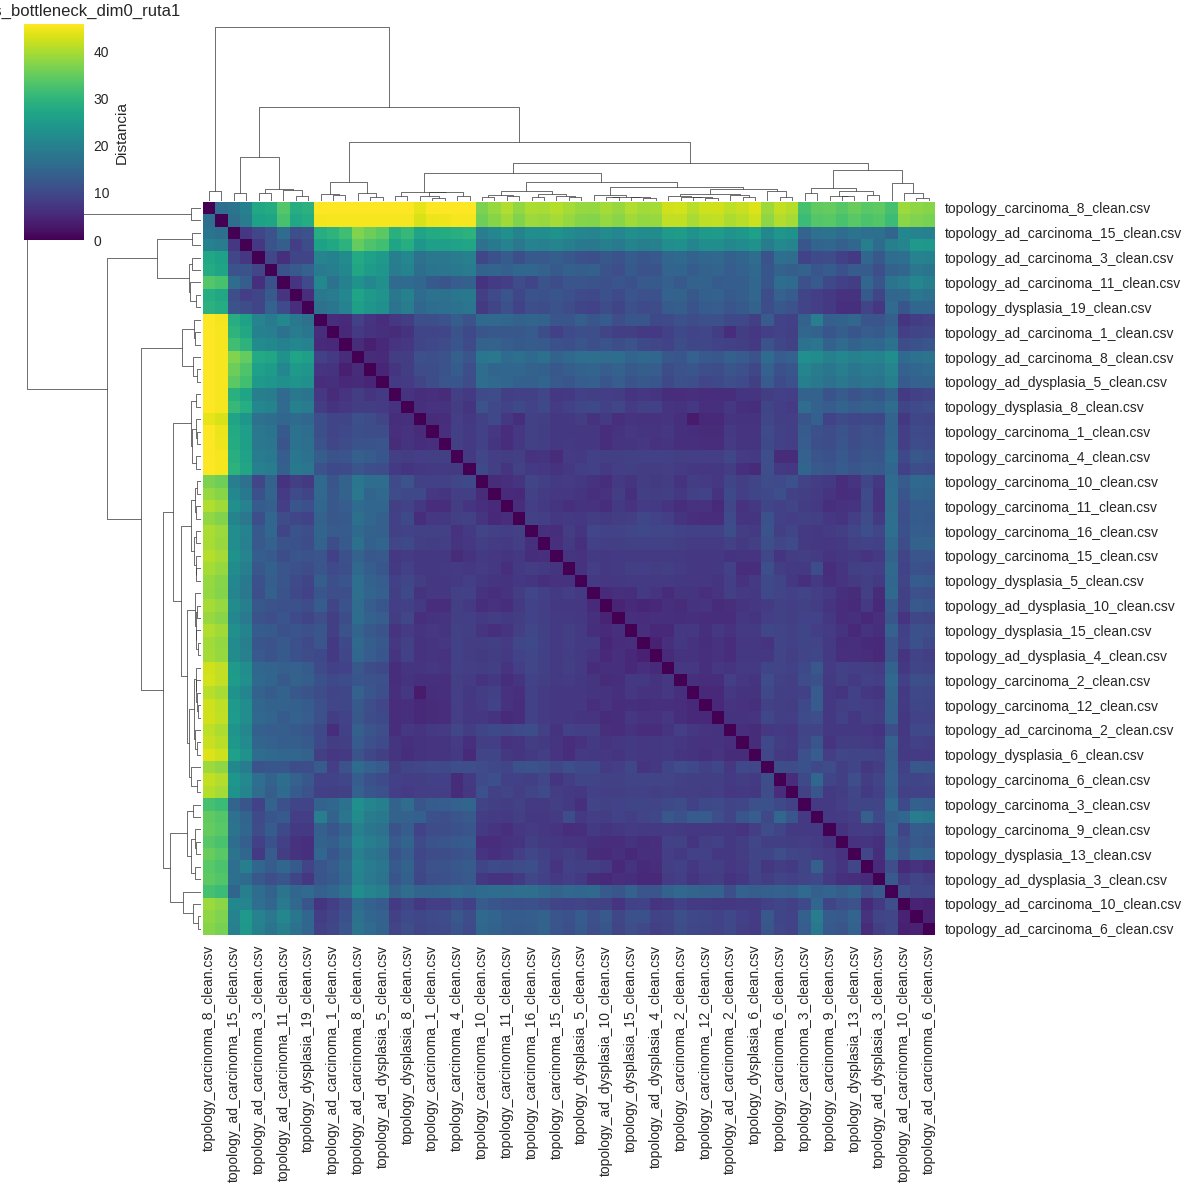 s_bottleneck_dim0_ruta1
40
30
20
10
0
Distancia
topology_carcinoma_8_clean.csv
topology_ad_carcinoma_15_clean.csv
topology_ad_carcinoma_3_clean.csv
topology_ad_carcinoma_11_clean.csv
topology_dysplasia_19_clean.csv
topology_ad_carcinoma_1_clean.csv
topology_ad_carcinoma_8_clean.csv
topology_ad_dysplasia_5_clean.csv
topology_dysplasia_8_clean.csv
topology_carcinoma_1_clean.csv
topology_carcinoma_4_clean.csv
topology_carcinoma_10_clean.csv
topology_carcinoma_11_clean.csv
topology_carcinoma_16_clean.csv
topology_carcinoma_15_clean.csv
topology_dysplasia_5_clean.csv
topology_ad_dysplasia_10_clean.csv
topology_dysplasia_15_clean.csv
topology_ad_dysplasia_4_clean.csv
topology_carcinoma_2_clean.csv
topology_carcinoma_12_clean.csv
topology_ad_carcinoma_2_clean.csv
topology_dysplasia_6_clean.csv
topology_carcinoma_6_clean.csv
topology_carcinoma_3_clean.csv
topology_carcinoma_9_clean.csv
topology_dysplasia_13_clean.csv
topology_ad_dysplasia_3_clean.csv
topology_ad_carcinoma_10_clean.csv
topology_ad_carcinoma_6_clean.csv
topology_carcinoma_8_clean.csv
topology_ad_carcinoma_15_clean.csv
topology_ad_carcinoma_3_clean.csv
topology_ad_carcinoma_11_clean.csv
topology_dysplasia_19_clean.csv
topology_ad_carcinoma_1_clean.csv
topology_ad_carcinoma_8_clean.csv
topology_ad_dysplasia_5_clean.csv
topology_dysplasia_8_clean.csv
topology_carcinoma_1_clean.csv
topology_carcinoma_4_clean.csv
topology_carcinoma_10_clean.csv
topology_carcinoma_11_clean.csv
topology_carcinoma_16_clean.csv
topology_carcinoma_15_clean.csv
topology_dysplasia_5_clean.csv
topology_ad_dysplasia_10_clean.csv
topology_dysplasia_15_clean.csv
topology_ad_dysplasia_4_clean.csv
topology_carcinoma_2_clean.csv
topology_carcinoma_12_clean.csv
topology_ad_carcinoma_2_clean.csv
topology_dysplasia_6_clean.csv
topology_carcinoma_6_clean.csv
topology_carcinoma_3_clean.csv
topology_carcinoma_9_clean.csv
topology_dysplasia_13_clean.csv
topology_ad_dysplasia_3_clean.csv
topology_ad_carcinoma_10_clean.csv
topology_ad_carcinoma_6_clean.csv